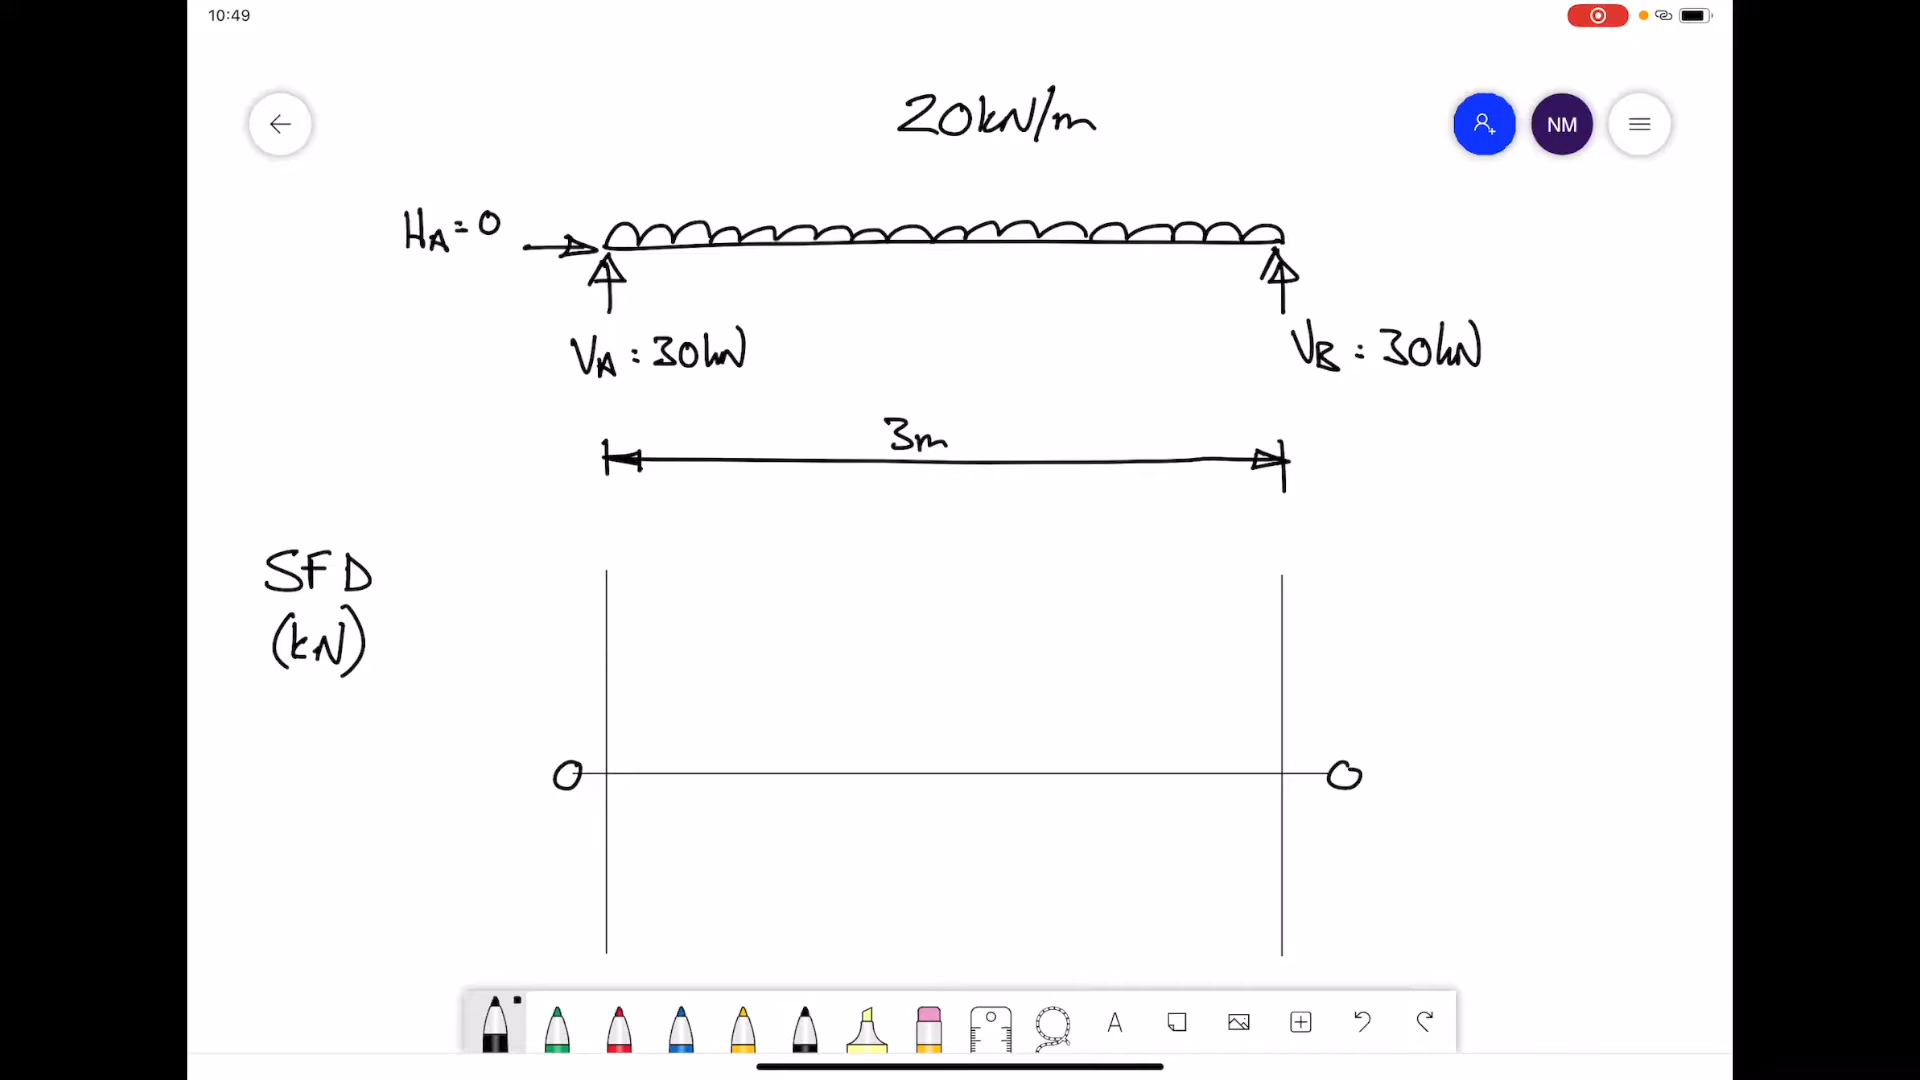 10:49
20kN/m
NM
HA=0
VA:30kN
VB:30kN
3m
SFD
(kN)
0 0
A